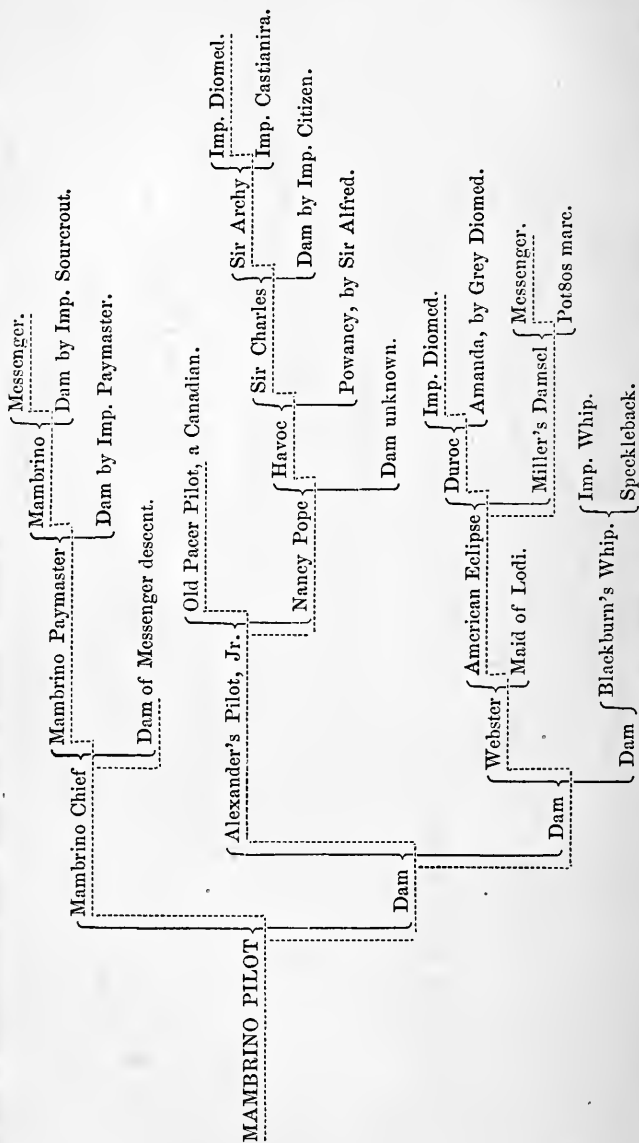 MAMBRINO PILOT
Mambrino Chief
Mambrino Paymaster
Mambrino
Messenger.
Dam by Imp. Sourcrout.
Dam by Imp. Paymaster.
Dam of Messenger descent.
Dam
Alexander's Pilot, Jr.
Old Pacer Pilot, a Canadian.
Nancy Pope
Havoc
Sir Charles
Sir Archy
Imp. Diomed.
Imp. Castianira.
Dam by Imp. Citizen.
Powancy, by Sir Alfred.
Dam unknown.
Dam
Webster
American Eclipse
Duroc
Imp. Diomed.
Amanda, by Grey Diomed.
Miller's Damsel
Messenger.
Pot8os mare.
Maid of Lodi.
Dam
Blackburn's Whip.
Imp. Whip.
Speckleback.